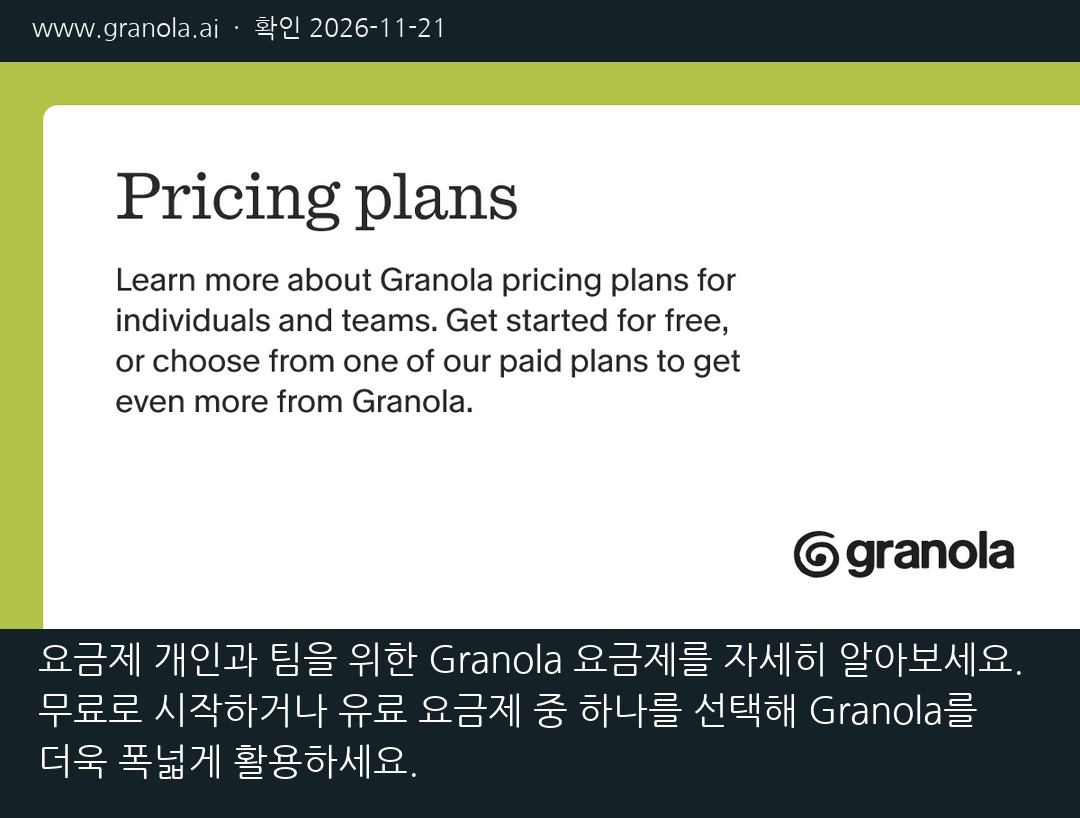 www.granola.ai · 확인 2026-11-21
Pricing plans
Learn more about Granola pricing plans for
individuals and teams. Get started for free,
or choose from one of our paid plans to get
even more from Granola.
granola
요금제 개인과 팀을 위한 Granola 요금제를 자세히 알아보세요.
무료로 시작하거나 유료 요금제 중 하나를 선택해 Granola를
더욱 폭넓게 활용하세요.